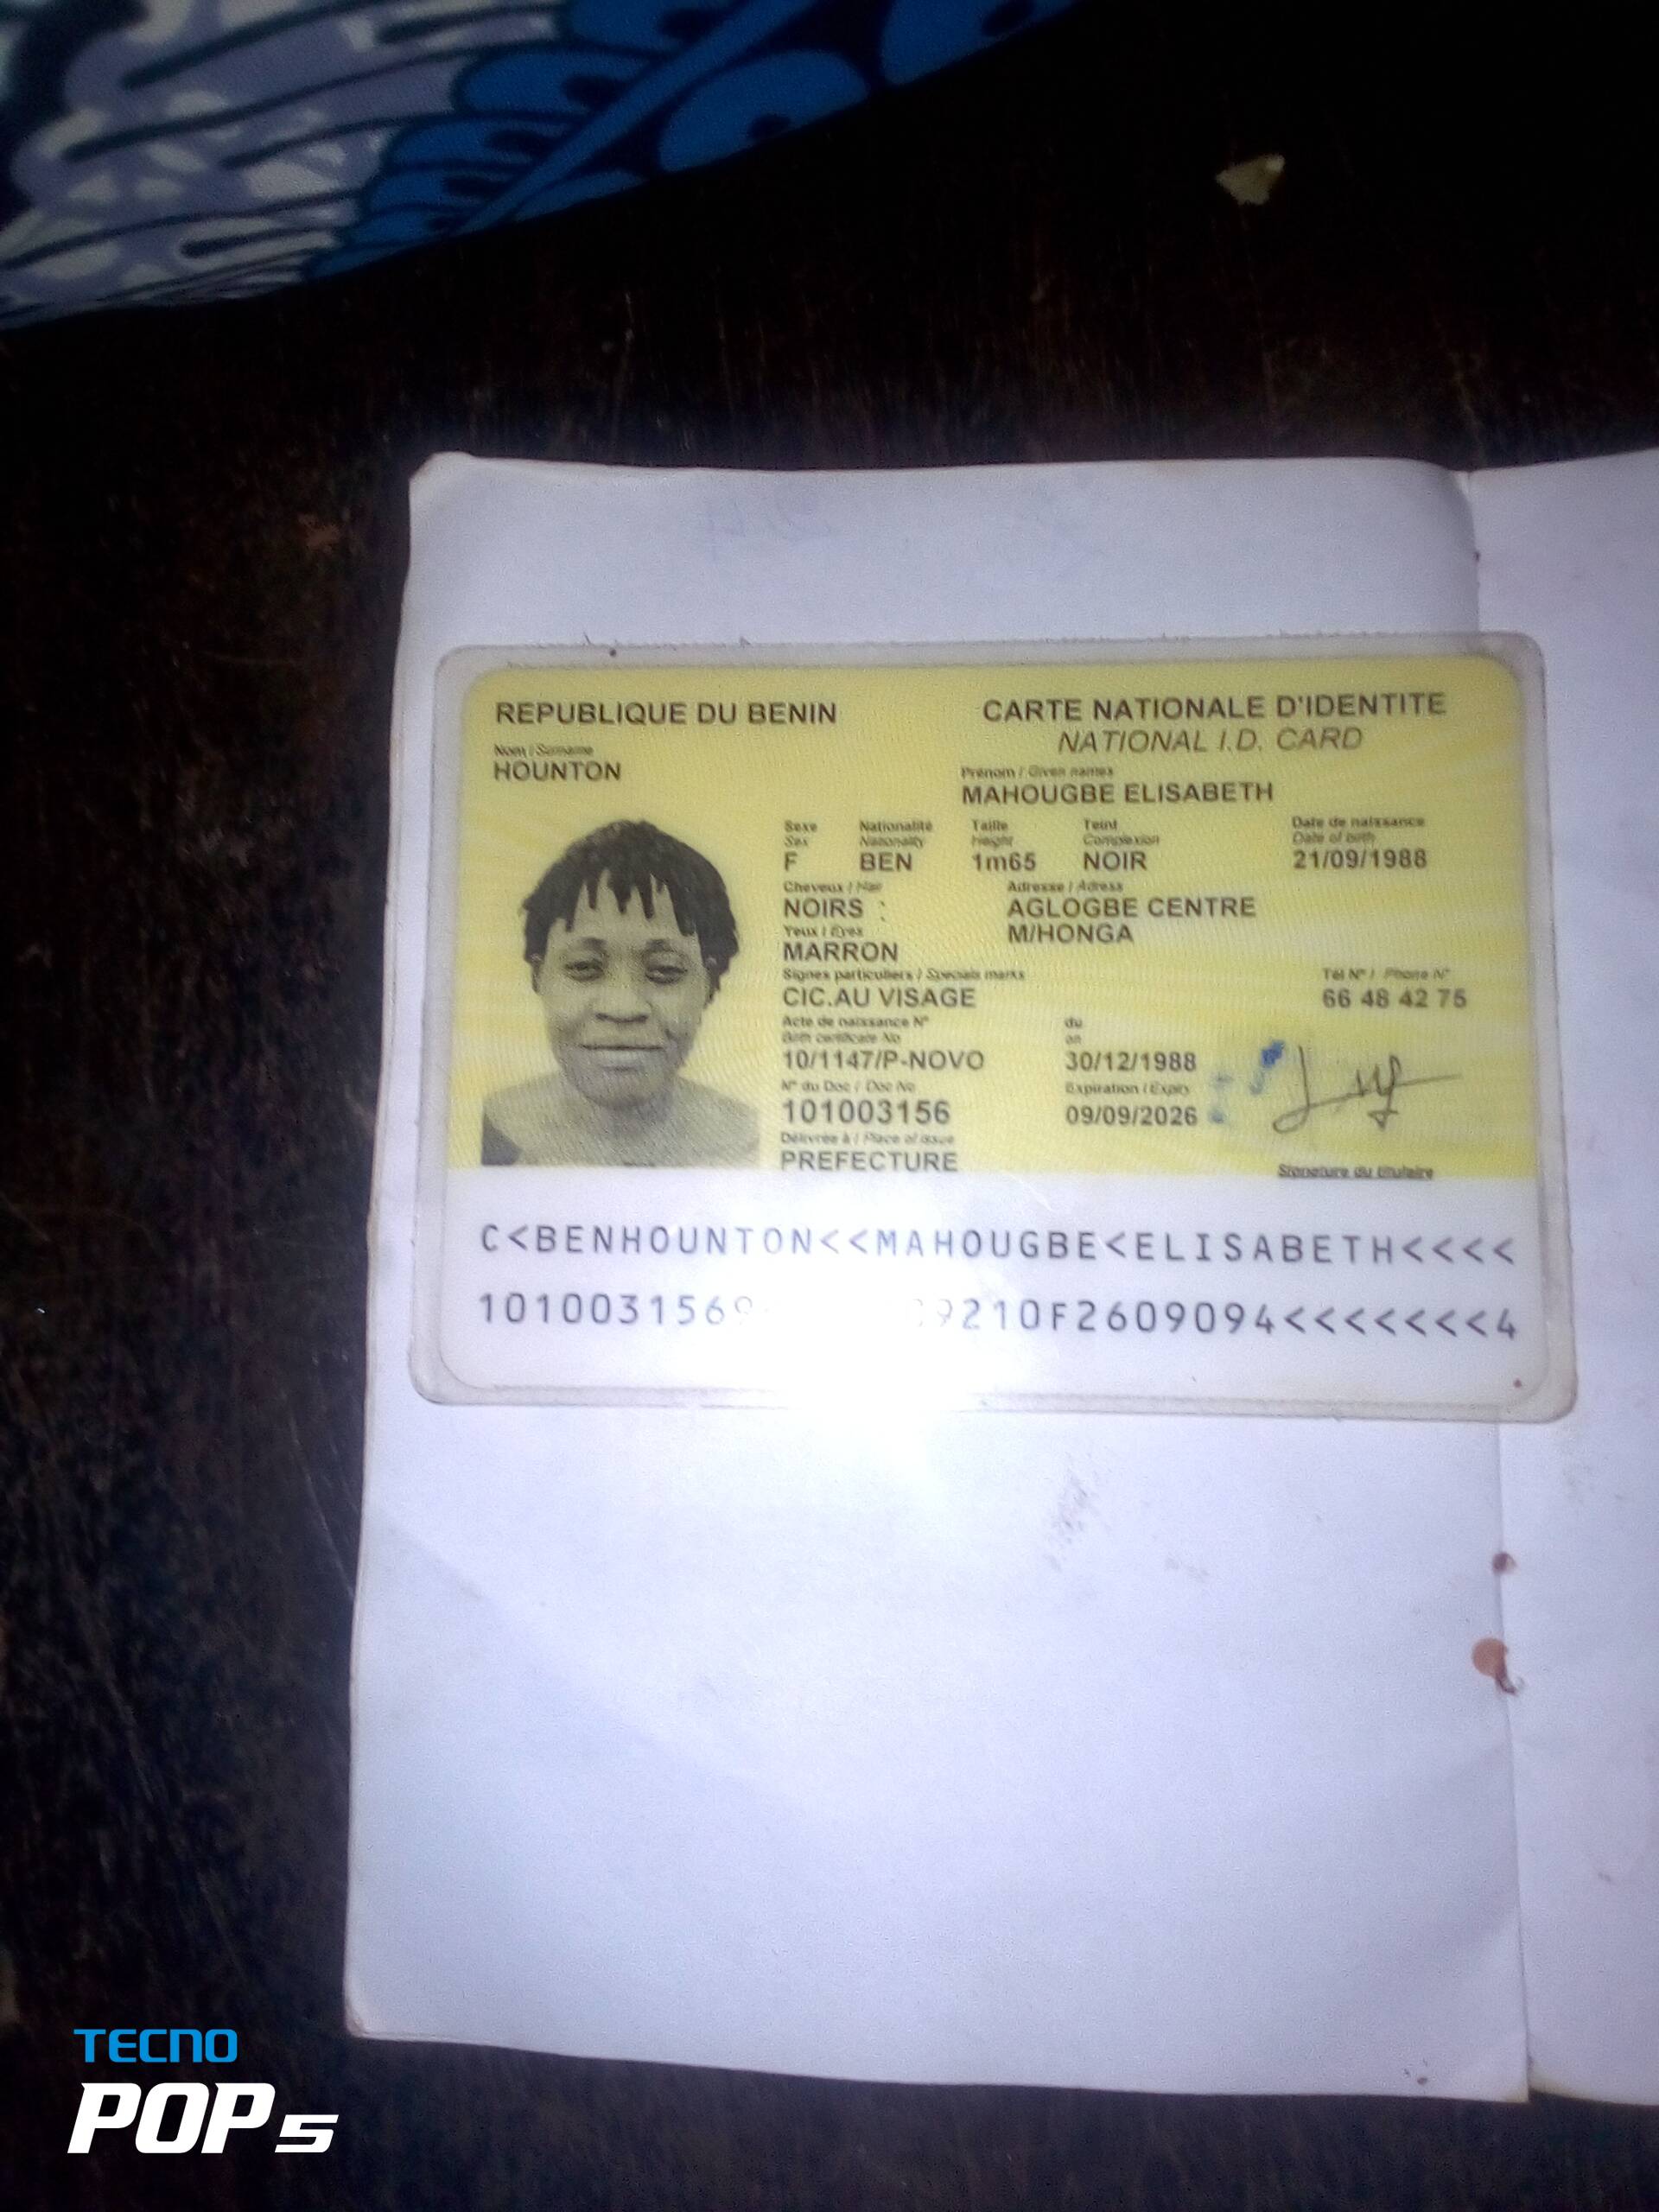 REPUBLIQUE DU BENIN
CARTE NATIONALE D'IDENTITE
NATIONAL I.D. CARD
Nom / Surname
HOUNTON
Prénom / Given names
MAHOUGBE ELISABETH
Sexe Nationalité Taille Teint Date de naissance
Sex Nationality Height Complexion Date of birth
F BEN 1m65 NOIR 21/09/1988
Cheveux / Hair Adresse / Adress
NOIRS : AGLOGBE CENTRE
Yeux / Eyes M/HONGA
MARRON
Signes particuliers / Specials marks Tél N° / Phone N°
CIC.AU VISAGE 66 48 42 75
Acte de naissance N° du
Birth certificate No on
10/1147/P-NOVO 30/12/1988
N° du Doc / Doc No Expiration / Expiry
101003156 09/09/2026
Délivrée à / Place of issue
PREFECTURE
Signature du titulaire
C<BENHOUNTON<<MAHOUGBE<ELISABETH<<<<
1010031569 9210F2609094<<<<<<<4
TECNO
POP 5